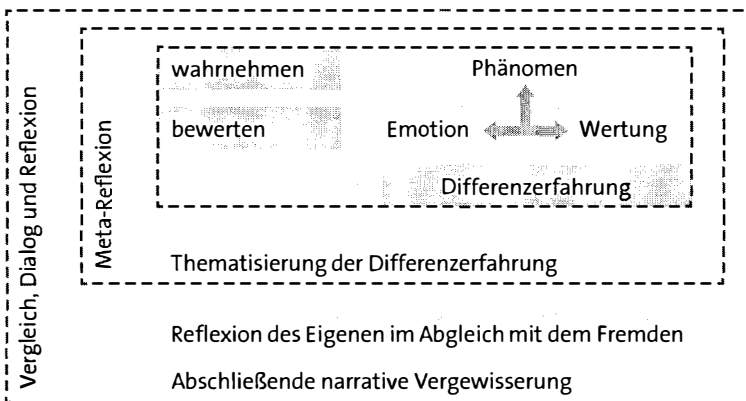 Vergleich, Dialog und Reflexion
Meta-Reflexion
wahrnehmen
Phänomen
bewerten
Emotion
Wertung
Differenzerfahrung
Thematisierung der Differenzerfahrung
Reflexion des Eigenen im Abgleich mit dem Fremden
Abschließende narrative Vergewisserung